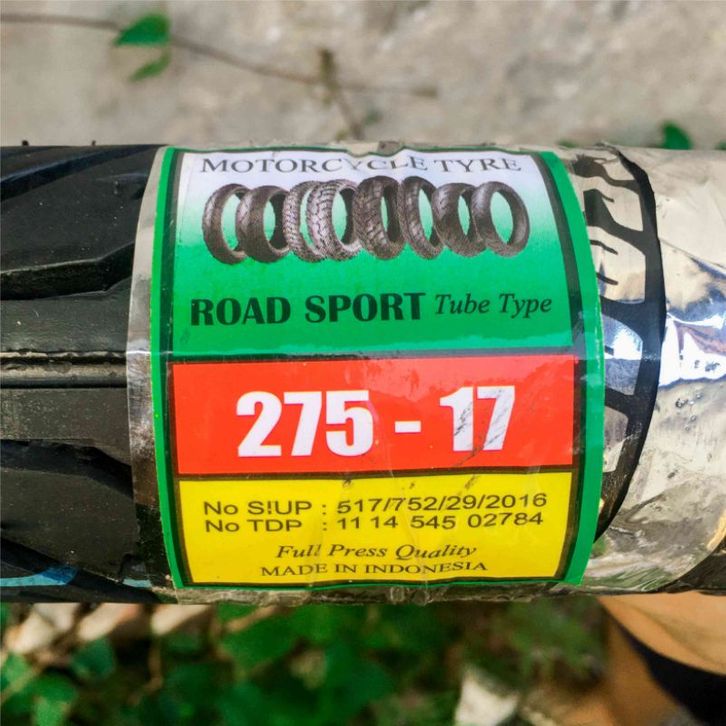 MOTORCYCLE TYRE
ROAD SPORT Tube Type
275 - 17
No S!UP : 517/752/29/2016
No TDP : 11 14 545 02784
Full Press Quality
MADE IN INDONESIA